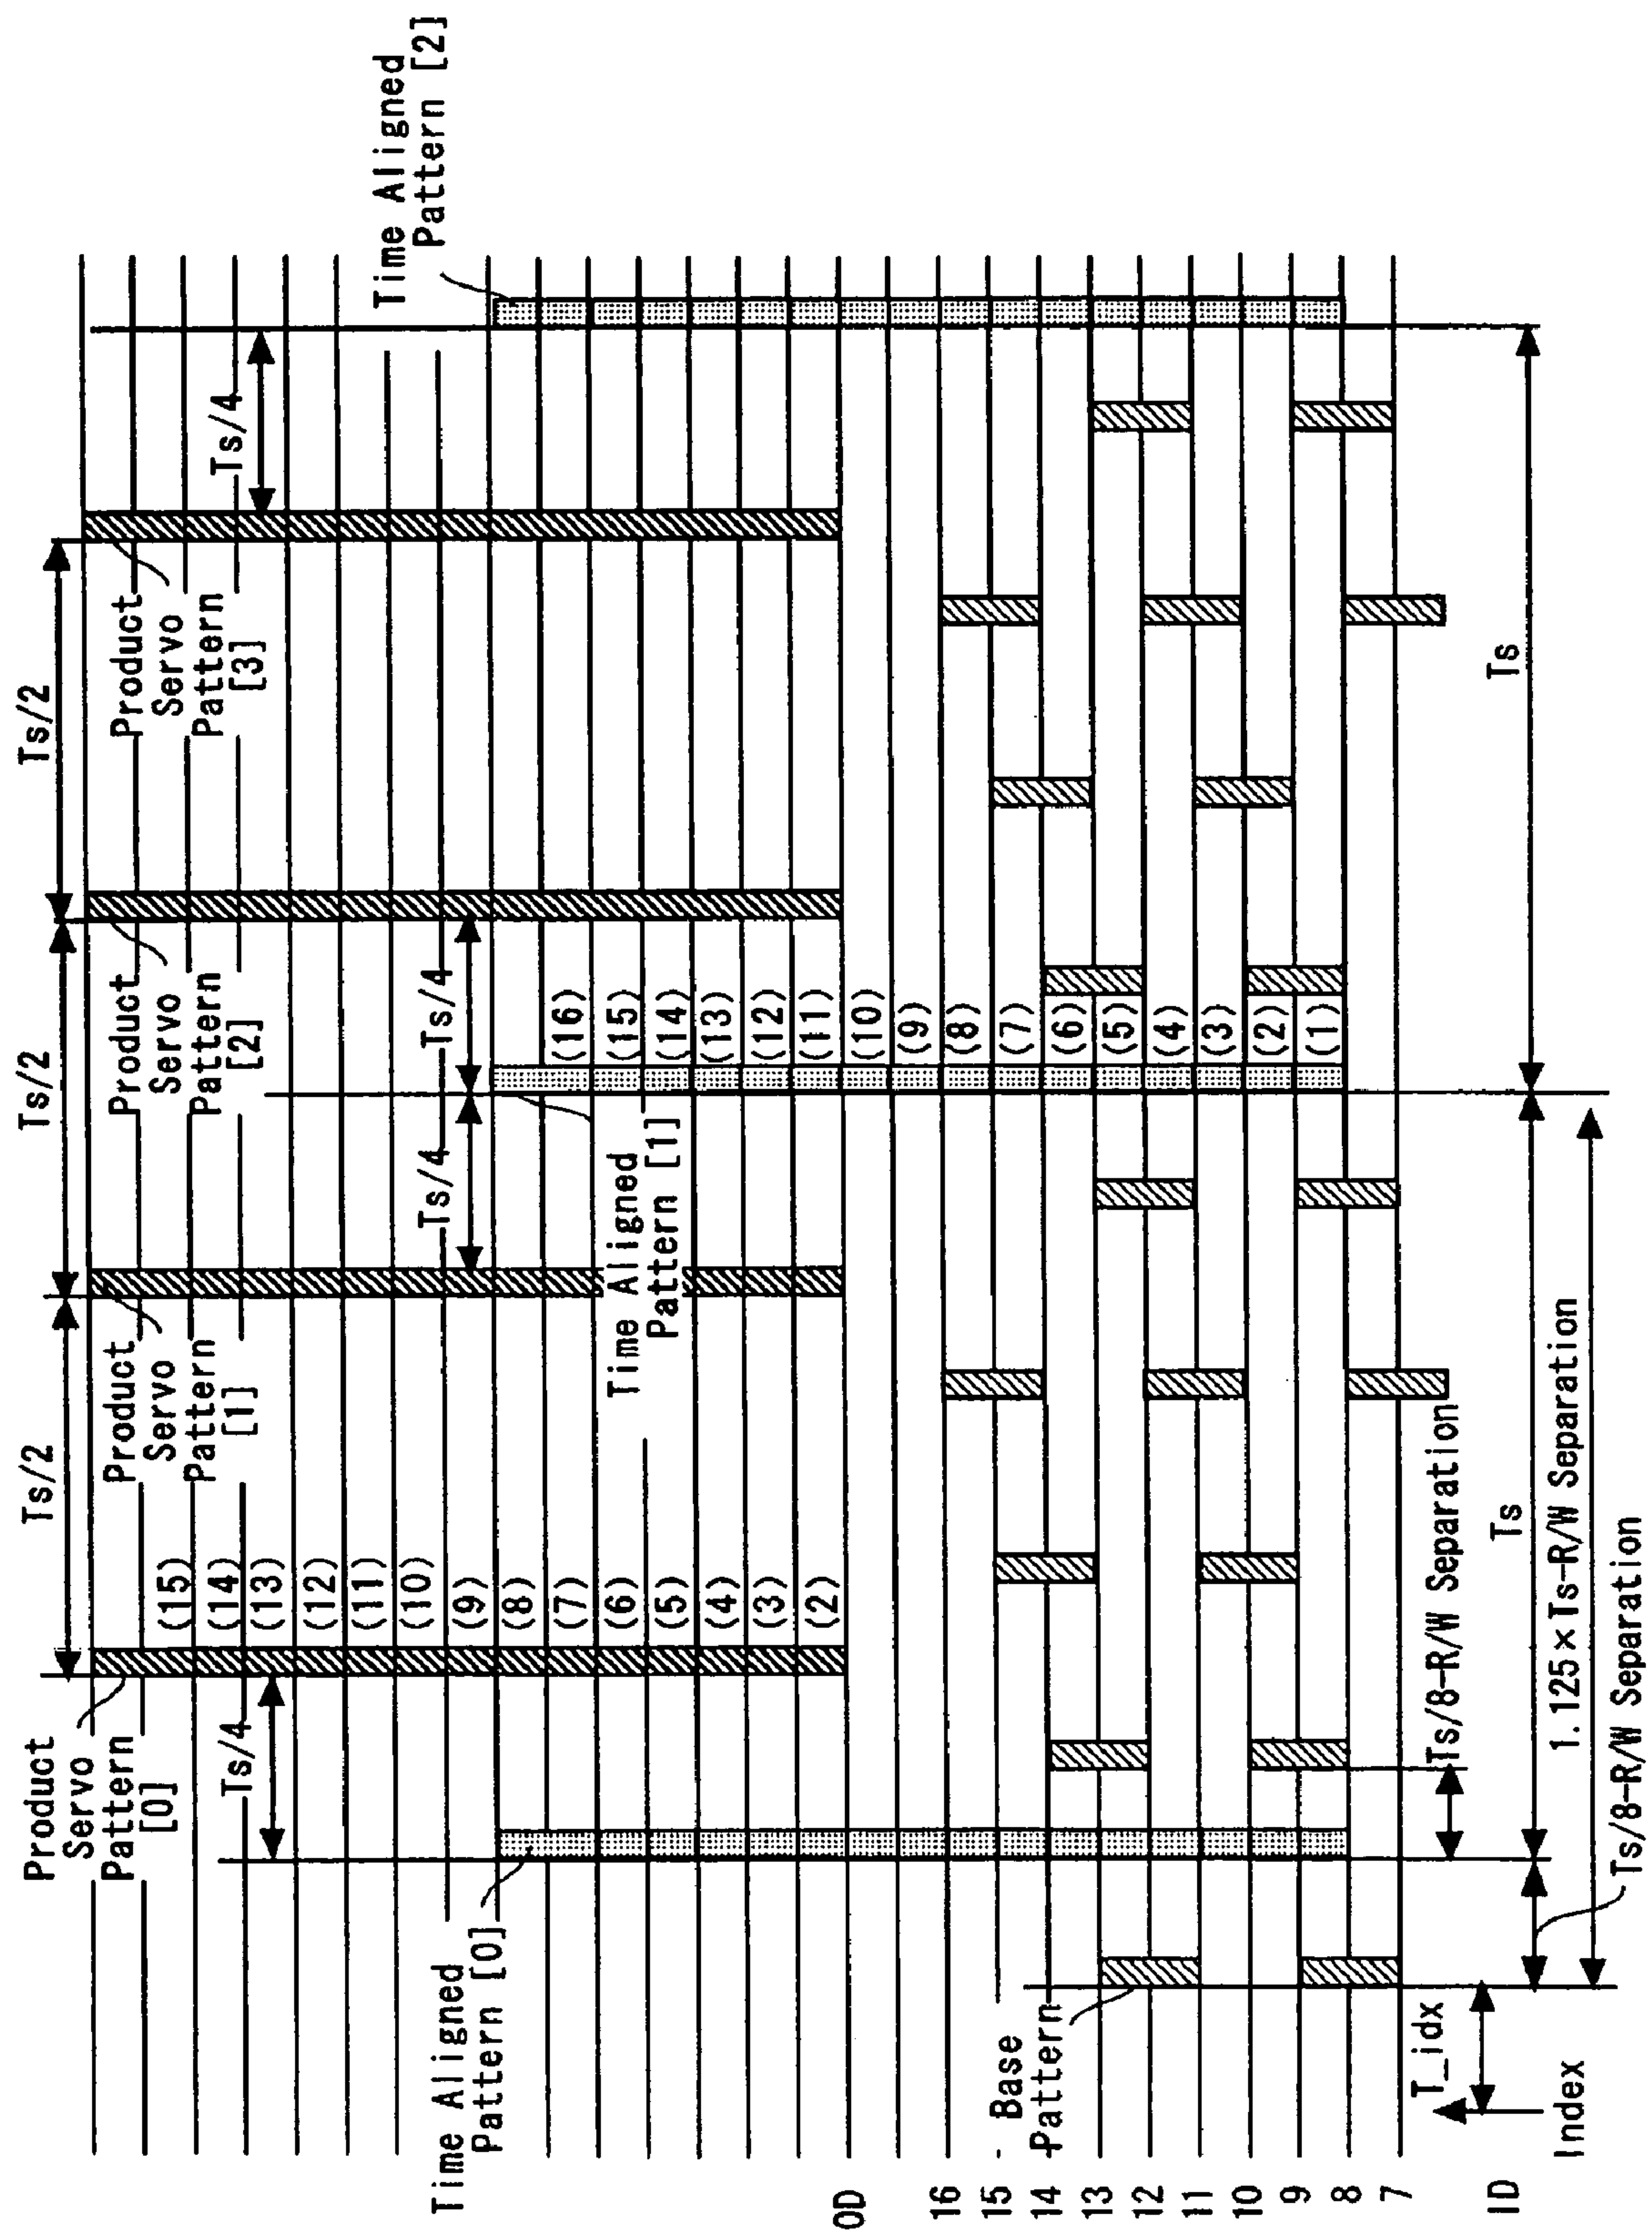 Ts/2
Ts/2
Ts/2
Product
Servo
Pattern
[0]
Product
Servo
Pattern
[1]
Product
Servo
Pattern
[2]
Product
Servo
Pattern
[3]
Ts/4
Ts/4
Ts/4
Ts/4
Time Aligned
Pattern [0]
Time Aligned
Pattern [1]
Time Aligned
Pattern [2]
(15)
(14)
(13)
(12)
(11)
(10)
(9)
(8)
(7)
(6)
(5)
(4)
(3)
(2)
(16)
(15)
(14)
(13)
(12)
(11)
(10)
(9)
(8)
(7)
(6)
(5)
(4)
(3)
(2)
(1)
OD
16
15
14
13
12
11
10
9
8
7
ID
Base
Pattern
T_idx
Index
Ts/8-R/W Separation
Ts
Ts
1.125×Ts-R/W Separation
Ts/8-R/W Separation